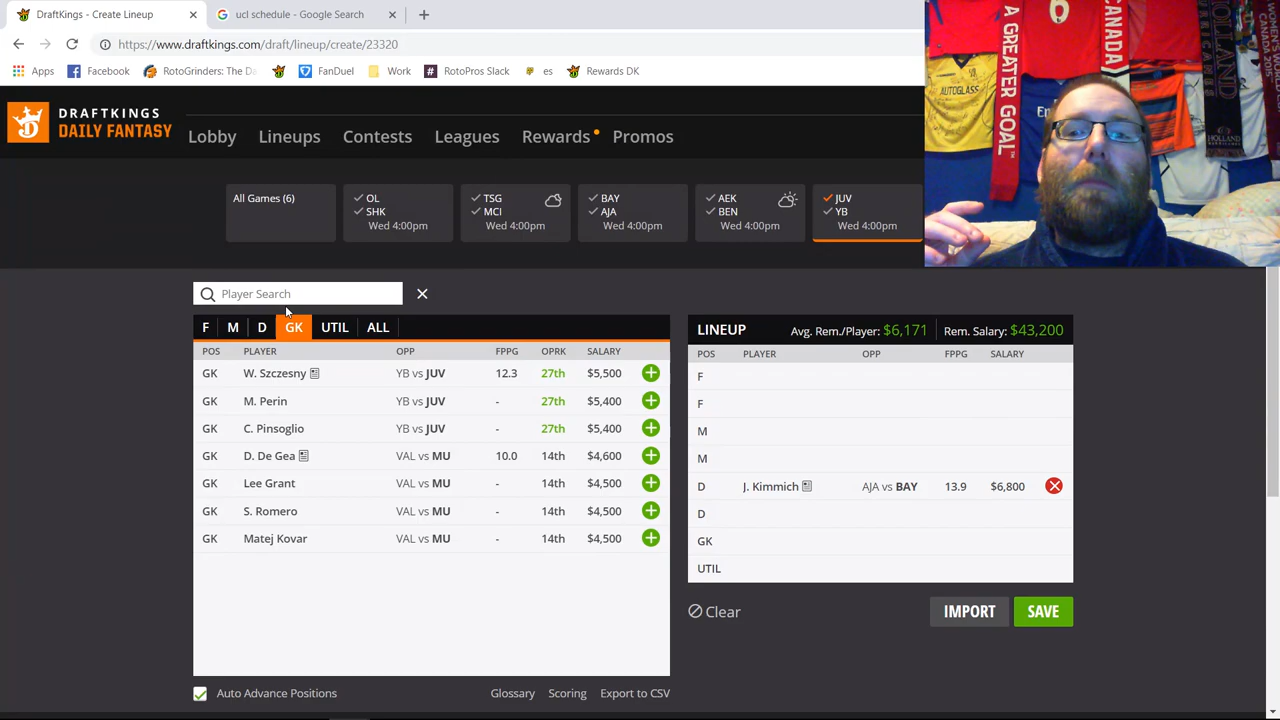 DraftKings - Create Lineup
ucl schedule - Google Search
https://www.draftkings.com/draft/lineup/create/23320
Apps Facebook RotoGrinders: The Da FanDuel Work RotoPros Slack es Rewards DK
DRAFTKINGS
DAILY FANTASY
Lobby Lineups Contests Leagues Rewards Promos
All Games (6)
OL
SHK
Wed 4:00pm
TSG
MCI
Wed 4:00pm
BAY
AJA
Wed 4:00pm
AEK
BEN
Wed 4:00pm
JUV
YB
Wed 4:00pm
A GREATER GOAL™
6
CANADA
AUTOGLASS
HOLLAND
CANADA 2015
Player Search
F M D GK UTIL ALL
POS PLAYER OPP FPPG OPRK SALARY
GK W. Szczesny YB vs JUV 12.3 27th $5,500
GK M. Perin YB vs JUV - 27th $5,400
GK C. Pinsoglio YB vs JUV - 27th $5,400
GK D. De Gea VAL vs MU 10.0 14th $4,600
GK Lee Grant VAL vs MU - 14th $4,500
GK S. Romero VAL vs MU - 14th $4,500
GK Matej Kovar VAL vs MU - 14th $4,500
Auto Advance Positions
Glossary Scoring Export to CSV
LINEUP Avg. Rem./Player: $6,171 Rem. Salary: $43,200
POS PLAYER OPP FPPG SALARY
F
F
M
M
D J. Kimmich AJA vs BAY 13.9 $6,800
D
GK
UTIL
Clear
IMPORT SAVE